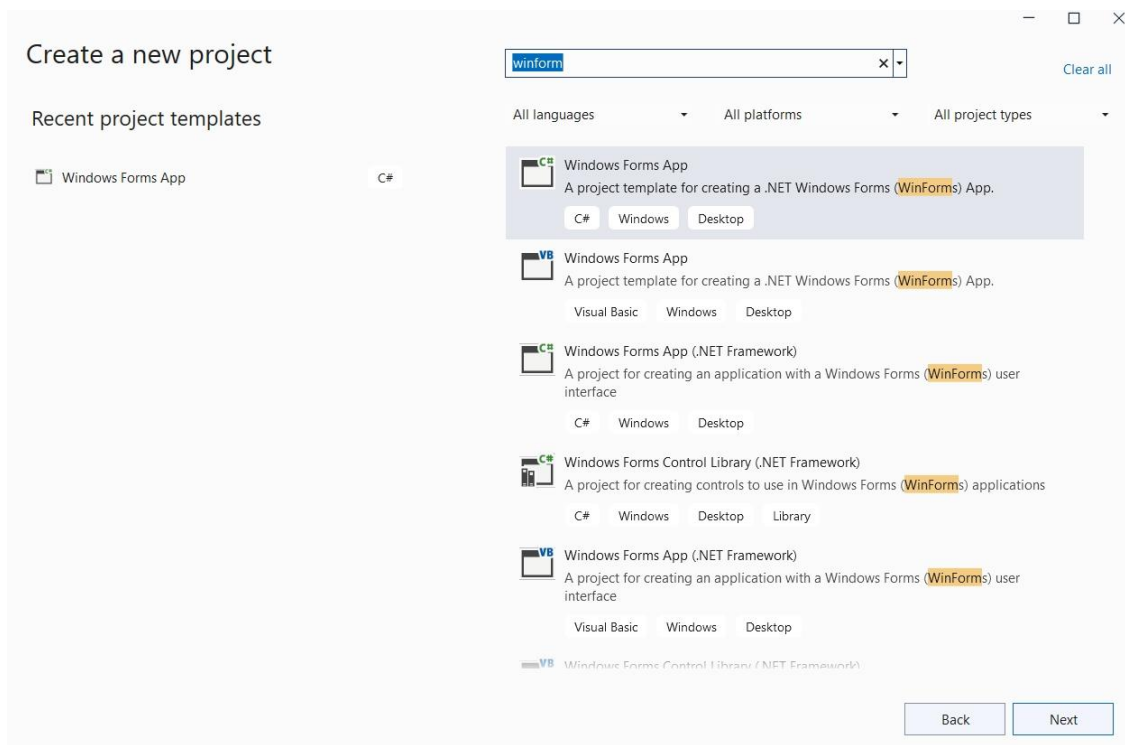 Create a new project
Recent project templates
C#
Windows Forms App
C#
winform
Clear all
All languages
All platforms
All project types
C#
Windows Forms App
A project template for creating a .NET Windows Forms (WinForms) App.
C# Windows Desktop
VB
Windows Forms App
A project template for creating a .NET Windows Forms (WinForms) App.
Visual Basic Windows Desktop
C#
Windows Forms App (.NET Framework)
A project for creating an application with a Windows Forms (WinForms) user
interface
C# Windows Desktop
C#
Windows Forms Control Library (.NET Framework)
A project for creating controls to use in Windows Forms (WinForms) applications
C# Windows Desktop Library
VB
Windows Forms App (.NET Framework)
A project for creating an application with a Windows Forms (WinForms) user
interface
Visual Basic Windows Desktop
VB
Windows Forms Control Library (.NET Framework)
Back
Next